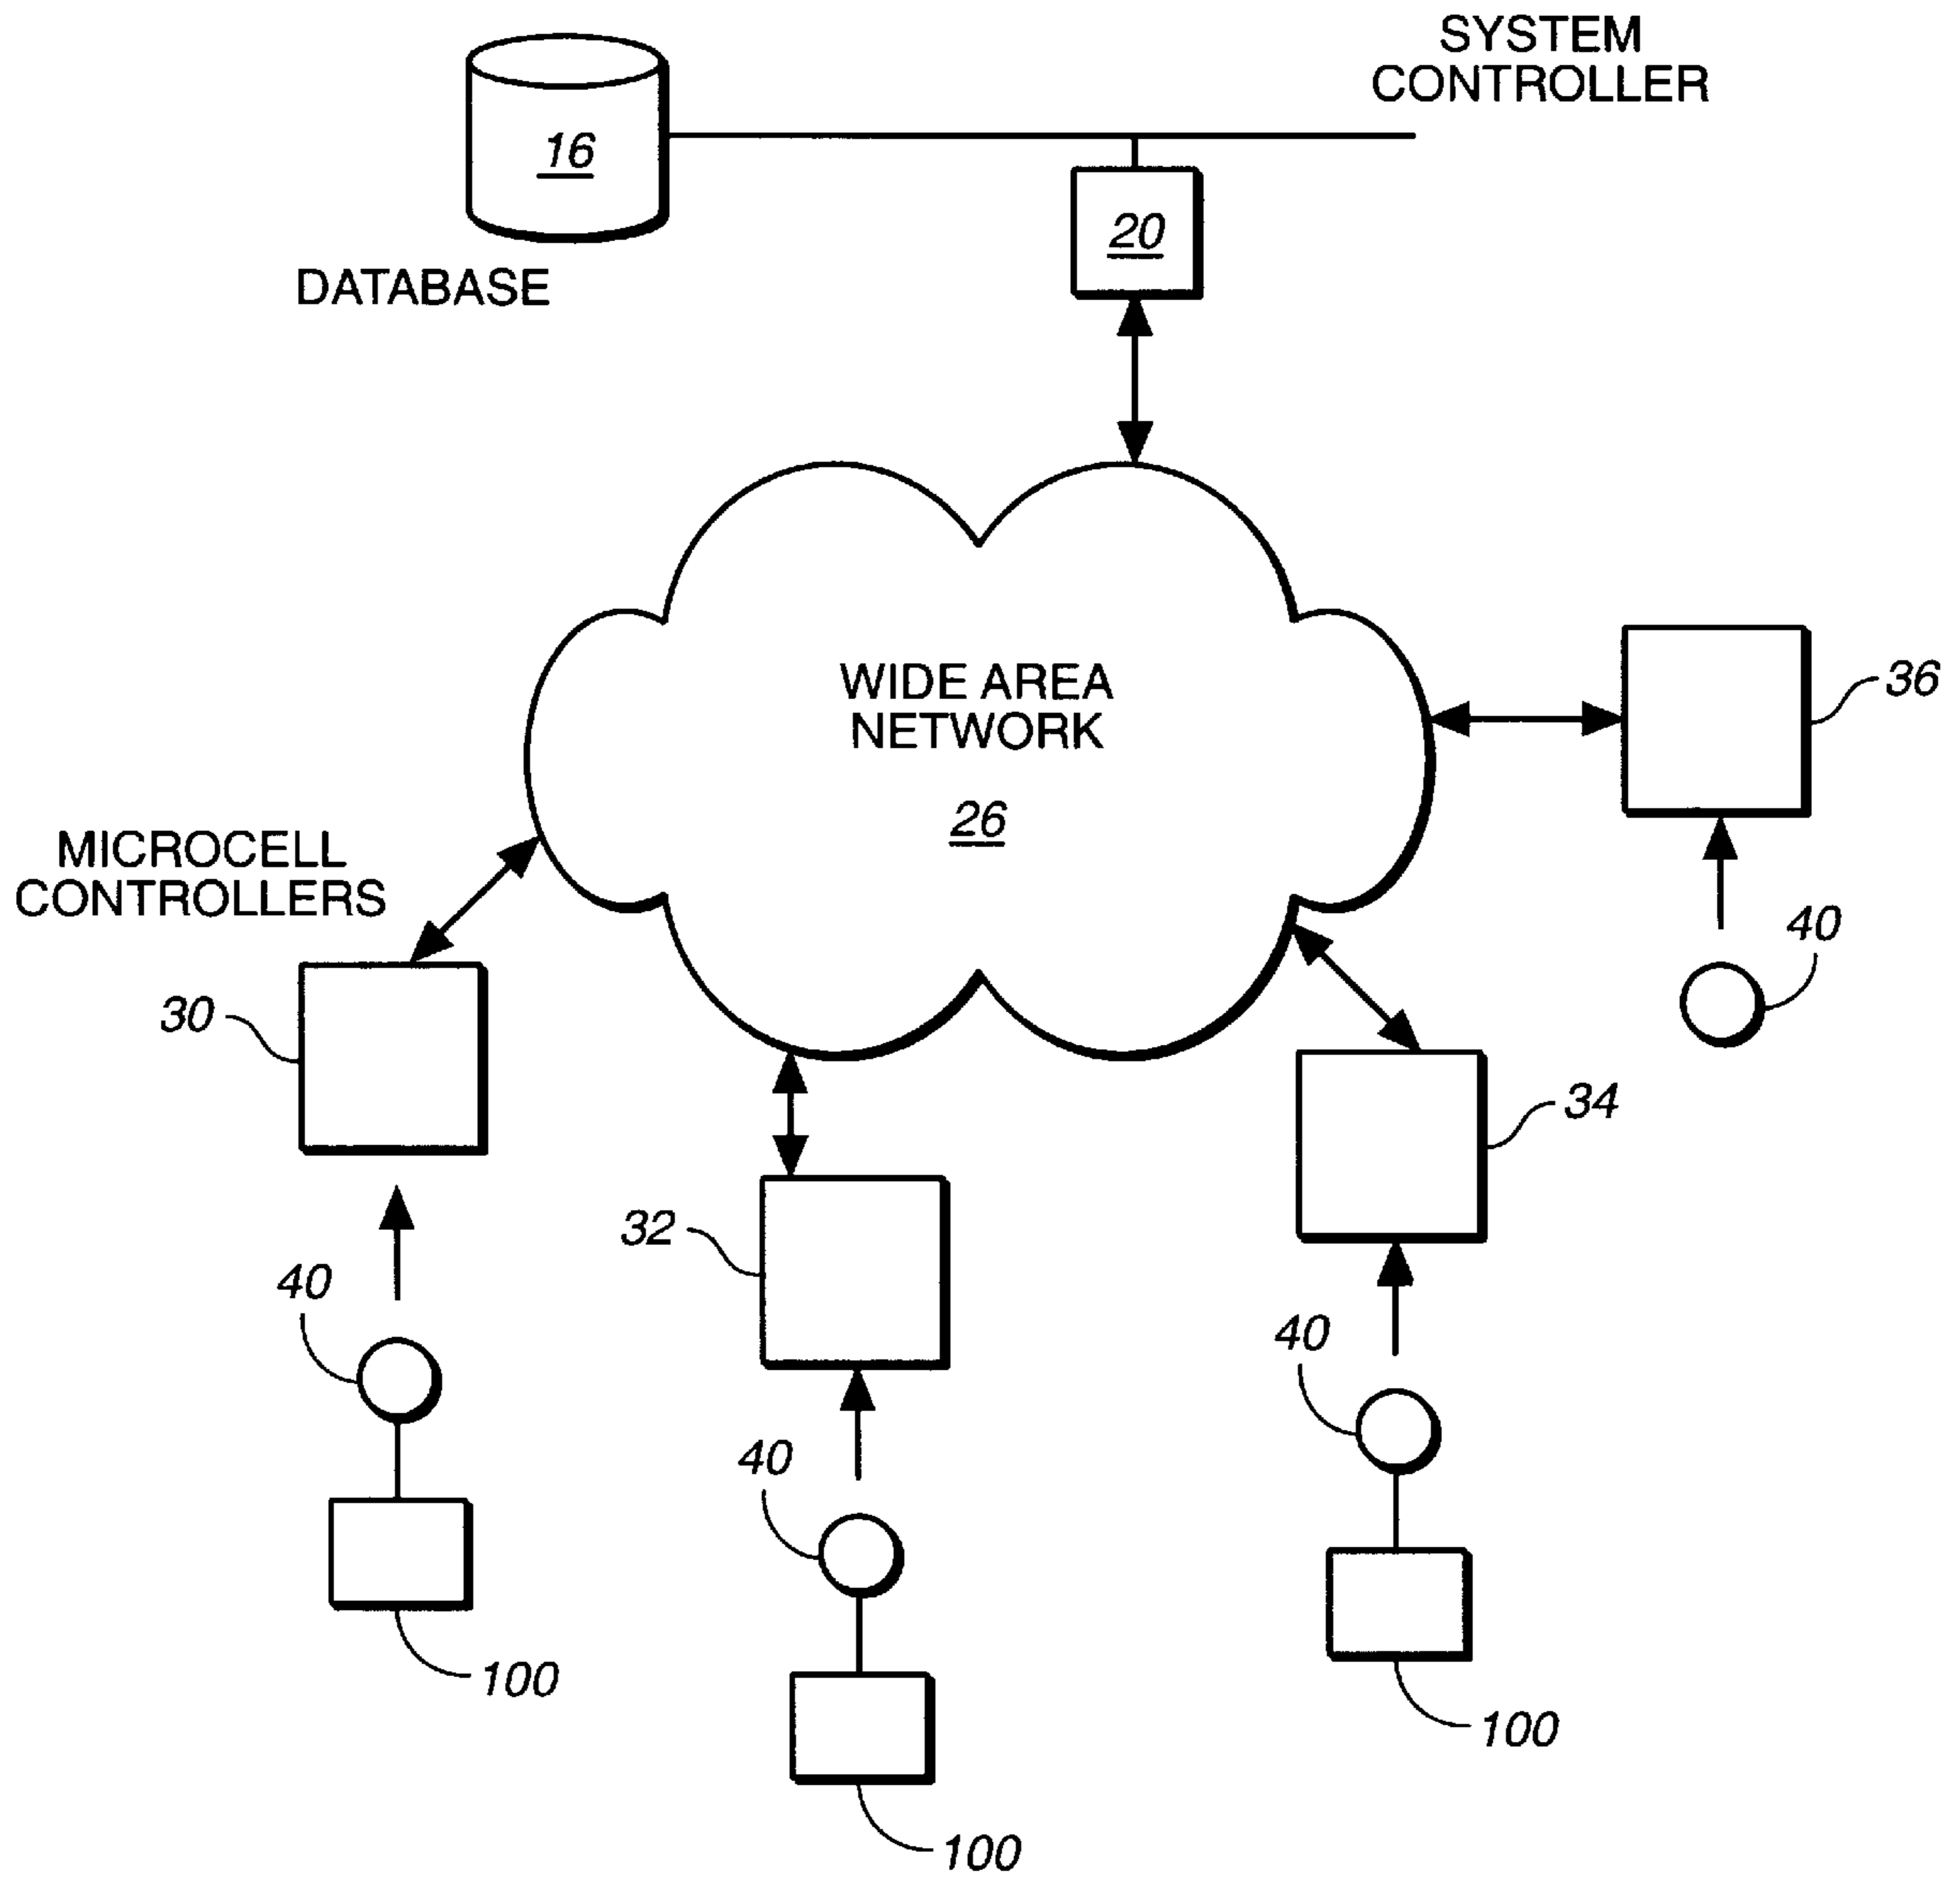 SYSTEM
CONTROLLER
16
20
DATABASE
WIDE AREA
NETWORK
36
26
MICROCELL
CONTROLLERS
40
30
34
32
40
40
40
100
100
100